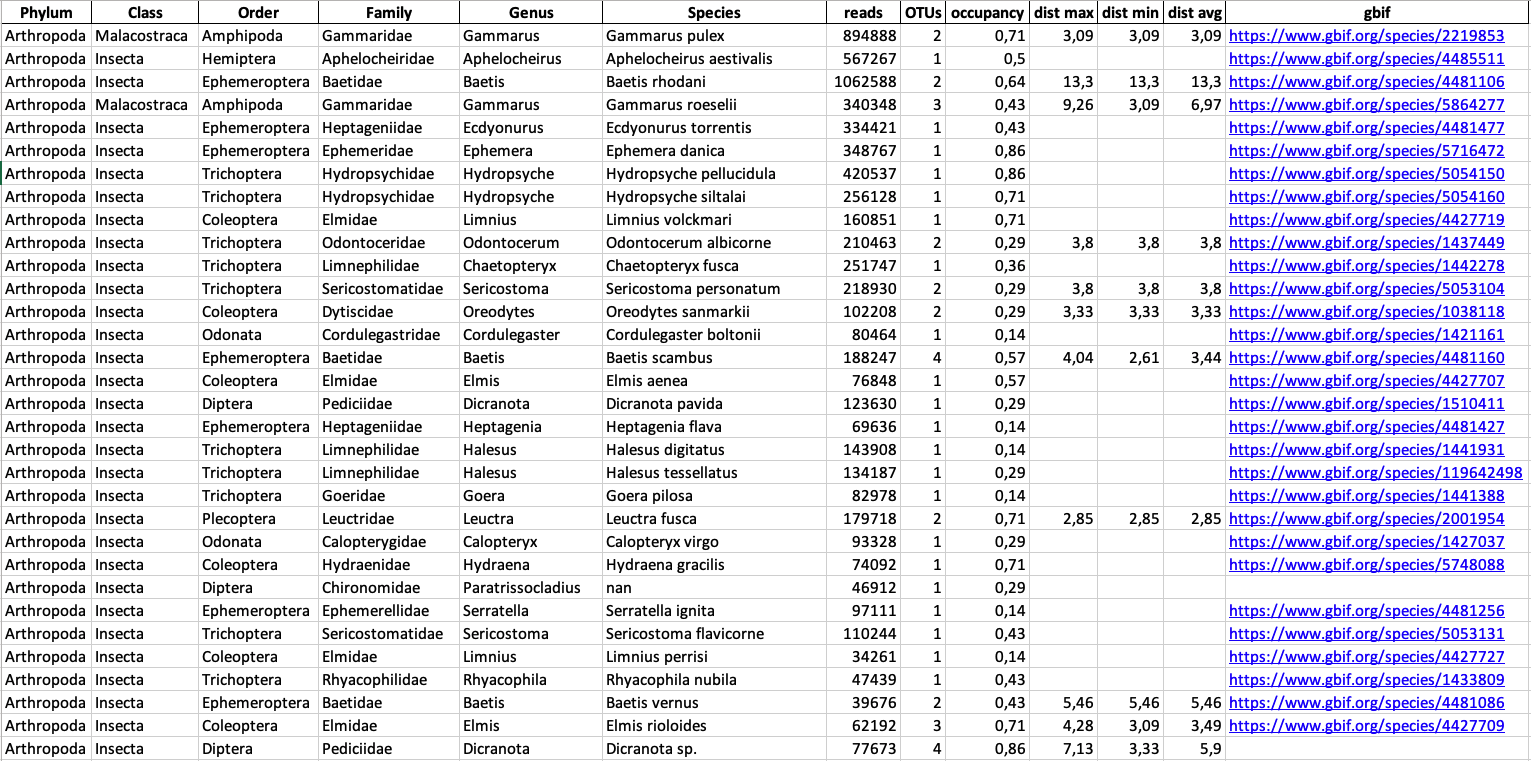 Phylum Class Order Family Genus Species reads OTUs occupancy dist max dist min dist avg gbif
Arthropoda Malacostraca Amphipoda Gammaridae Gammarus Gammarus pulex 894888 2 0,71 3,09 3,09 3,09 https://www.gbif.org/species/2219853
Arthropoda Insecta Hemiptera Aphelocheiridae Aphelocheirus Aphelocheirus aestivalis 567267 1 0,5 https://www.gbif.org/species/4485511
Arthropoda Insecta Ephemeroptera Baetidae Baetis Baetis rhodani 1062588 2 0,64 13,3 13,3 13,3 https://www.gbif.org/species/4481106
Arthropoda Malacostraca Amphipoda Gammaridae Gammarus Gammarus roeselii 340348 3 0,43 9,26 3,09 6,97 https://www.gbif.org/species/5864277
Arthropoda Insecta Ephemeroptera Heptageniidae Ecdyonurus Ecdyonurus torrentis 334421 1 0,43 https://www.gbif.org/species/4481477
Arthropoda Insecta Ephemeroptera Ephemeridae Ephemera Ephemera danica 348767 1 0,86 https://www.gbif.org/species/5716472
Arthropoda Insecta Trichoptera Hydropsychidae Hydropsyche Hydropsyche pellucidula 420537 1 0,86 https://www.gbif.org/species/5054150
Arthropoda Insecta Trichoptera Hydropsychidae Hydropsyche Hydropsyche siltalai 256128 1 0,71 https://www.gbif.org/species/5054160
Arthropoda Insecta Coleoptera Elmidae Limnius Limnius volckmari 160851 1 0,71 https://www.gbif.org/species/4427719
Arthropoda Insecta Trichoptera Odontoceridae Odontocerum Odontocerum albicorne 210463 2 0,29 3,8 3,8 3,8 https://www.gbif.org/species/1437449
Arthropoda Insecta Trichoptera Limnephilidae Chaetopteryx Chaetopteryx fusca 251747 1 0,36 https://www.gbif.org/species/1442278
Arthropoda Insecta Trichoptera Sericostomatidae Sericostoma Sericostoma personatum 218930 2 0,29 3,8 3,8 3,8 https://www.gbif.org/species/5053104
Arthropoda Insecta Coleoptera Dytiscidae Oreodytes Oreodytes sanmarkii 102208 2 0,29 3,33 3,33 3,33 https://www.gbif.org/species/1038118
Arthropoda Insecta Odonata Cordulegastridae Cordulegaster Cordulegaster boltonii 80464 1 0,14 https://www.gbif.org/species/1421161
Arthropoda Insecta Ephemeroptera Baetidae Baetis Baetis scambus 188247 4 0,57 4,04 2,61 3,44 https://www.gbif.org/species/4481160
Arthropoda Insecta Coleoptera Elmidae Elmis Elmis aenea 76848 1 0,57 https://www.gbif.org/species/4427707
Arthropoda Insecta Diptera Pediciidae Dicranota Dicranota pavida 123630 1 0,29 https://www.gbif.org/species/1510411
Arthropoda Insecta Ephemeroptera Heptageniidae Heptagenia Heptagenia flava 69636 1 0,14 https://www.gbif.org/species/4481427
Arthropoda Insecta Trichoptera Limnephilidae Halesus Halesus digitatus 143908 1 0,14 https://www.gbif.org/species/1441931
Arthropoda Insecta Trichoptera Limnephilidae Halesus Halesus tessellatus 134187 1 0,29 https://www.gbif.org/species/119642498
Arthropoda Insecta Trichoptera Goeridae Goera Goera pilosa 82978 1 0,14 https://www.gbif.org/species/1441388
Arthropoda Insecta Plecoptera Leuctridae Leuctra Leuctra fusca 179718 2 0,71 2,85 2,85 2,85 https://www.gbif.org/species/2001954
Arthropoda Insecta Odonata Calopterygidae Calopteryx Calopteryx virgo 93328 1 0,29 https://www.gbif.org/species/1427037
Arthropoda Insecta Coleoptera Hydraenidae Hydraena Hydraena gracilis 74092 1 0,71 https://www.gbif.org/species/5748088
Arthropoda Insecta Diptera Chironomidae Paratrissocladius nan 46912 1 0,29
Arthropoda Insecta Ephemeroptera Ephemerellidae Serratella Serratella ignita 97111 1 0,14 https://www.gbif.org/species/4481256
Arthropoda Insecta Trichoptera Sericostomatidae Sericostoma Sericostoma flavicorne 110244 1 0,43 https://www.gbif.org/species/5053131
Arthropoda Insecta Coleoptera Elmidae Limnius Limnius perrisi 34261 1 0,14 https://www.gbif.org/species/4427727
Arthropoda Insecta Trichoptera Rhyacophilidae Rhyacophila Rhyacophila nubila 47439 1 0,43 https://www.gbif.org/species/1433809
Arthropoda Insecta Ephemeroptera Baetidae Baetis Baetis vernus 39676 2 0,43 5,46 5,46 5,46 https://www.gbif.org/species/4481086
Arthropoda Insecta Coleoptera Elmidae Elmis Elmis rioloides 62192 3 0,71 4,28 3,09 3,49 https://www.gbif.org/species/4427709
Arthropoda Insecta Diptera Pediciidae Dicranota Dicranota sp. 77673 4 0,86 7,13 3,33 5,9